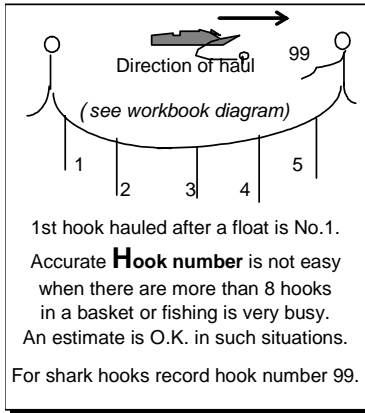 Direction of haul
99
(see workbook diagram)
1
2
3
4
5
1st hook hauled after a float is No.1.
Accurate Hook number is not easy
when there are more than 8 hooks
in a basket or fishing is very busy.
An estimate is O.K. in such situations.
For shark hooks record hook number 99.